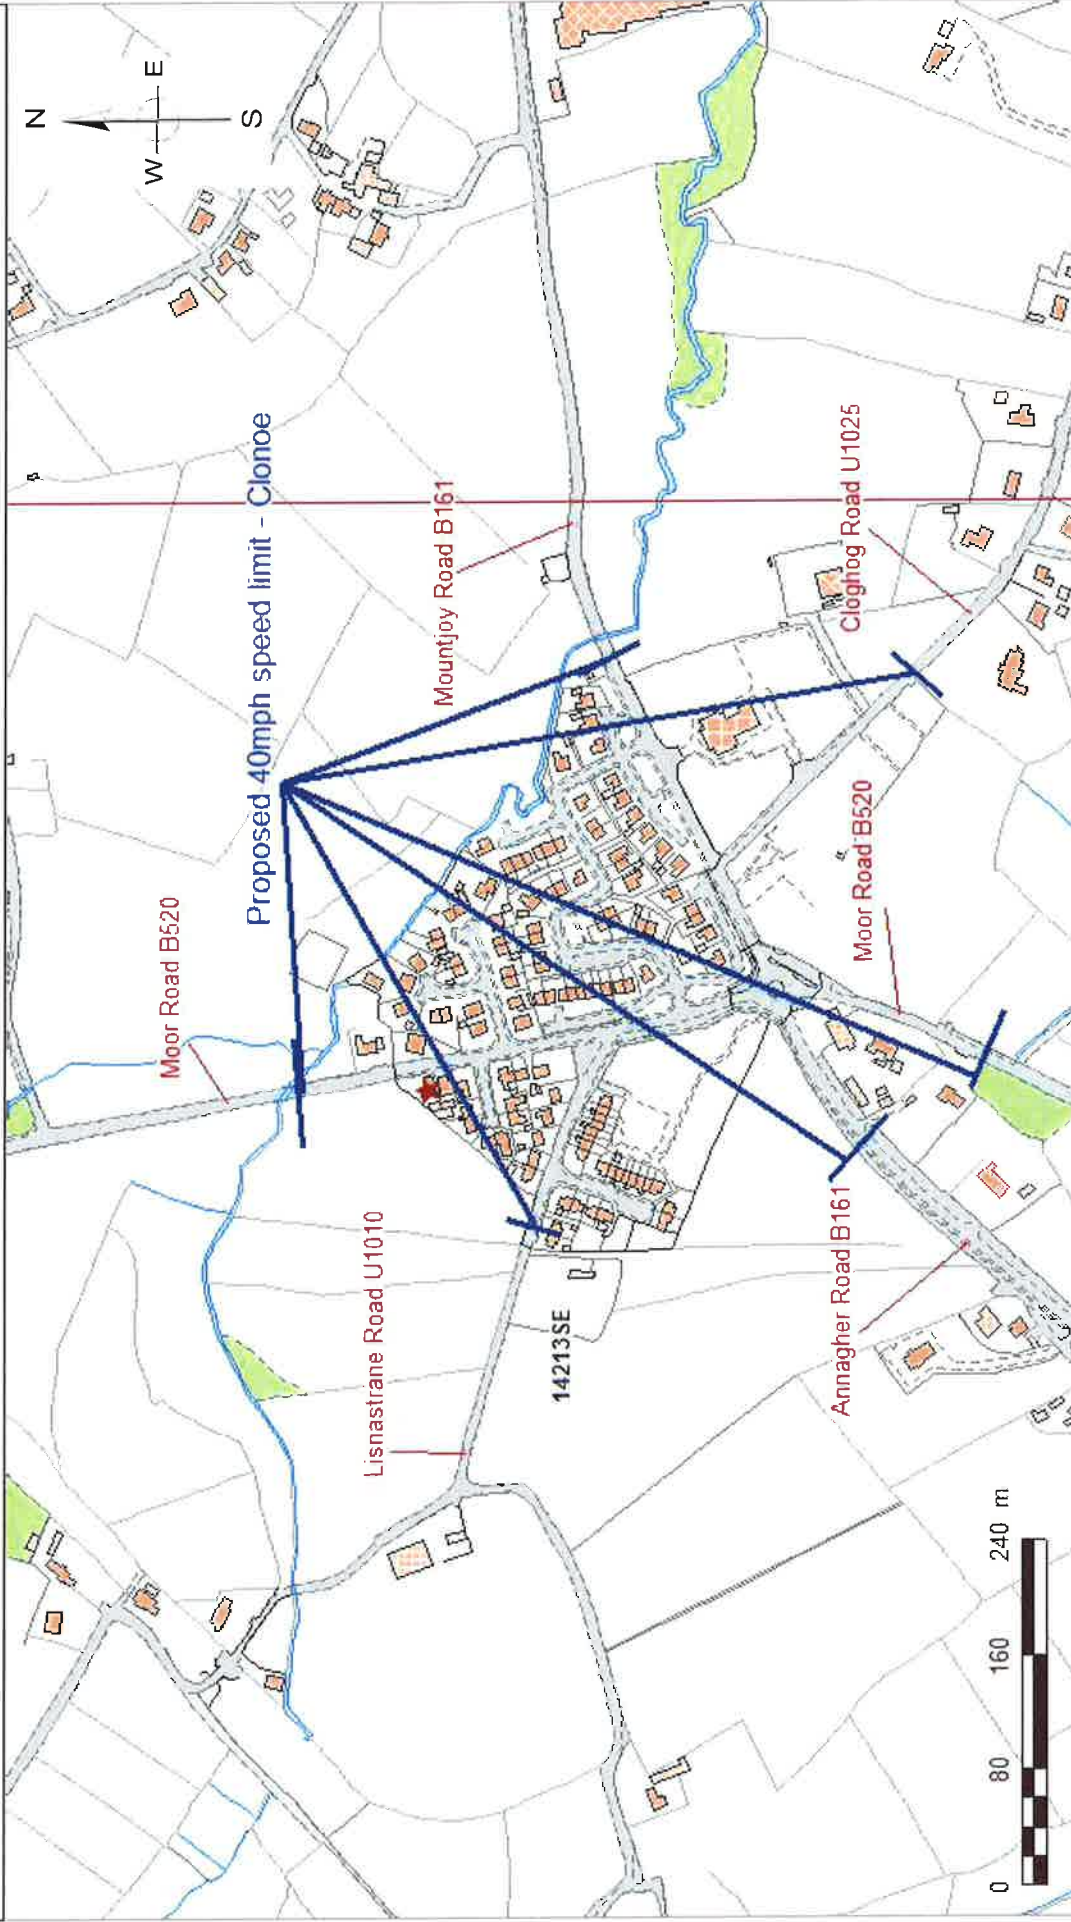 N
W E
S
Proposed 40mph speed limit - Clonoe
Moor Road B520
Mountjoy Road B161
Lisnastrane Road U1010
14213SE
Cloghog Road U1025
Moor Road B520
Annagher Road B161
0 80 160 240 m